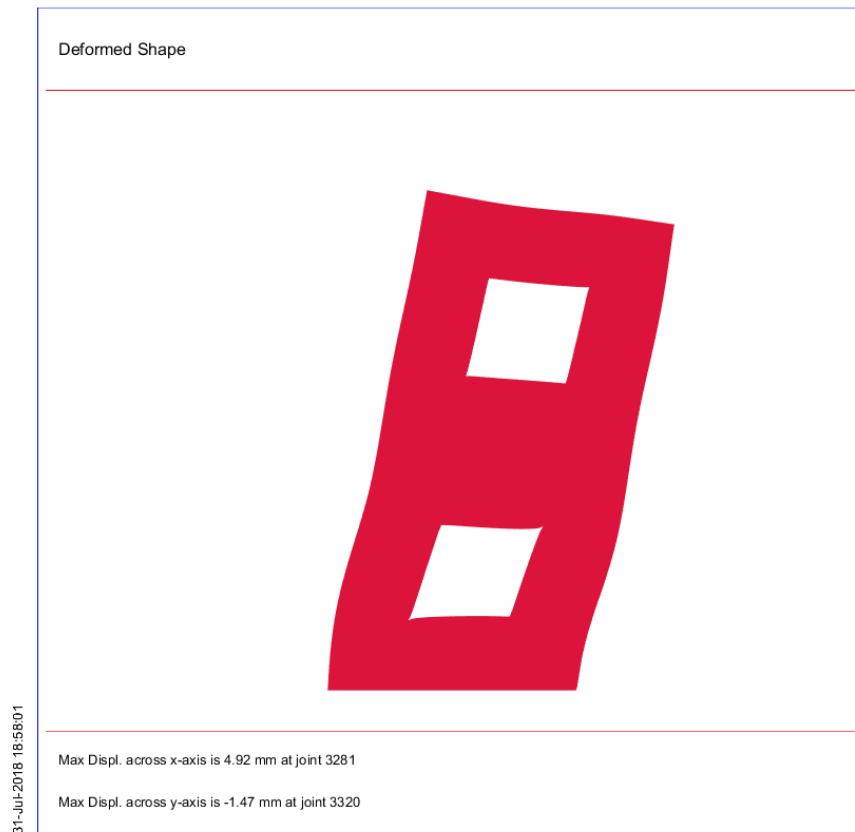 Deformed Shape
Max Displ. across x-axis is 4.92 mm at joint 3281
Max Displ. across y-axis is -1.47 mm at joint 3320
31-Jul-2018 18:58:01